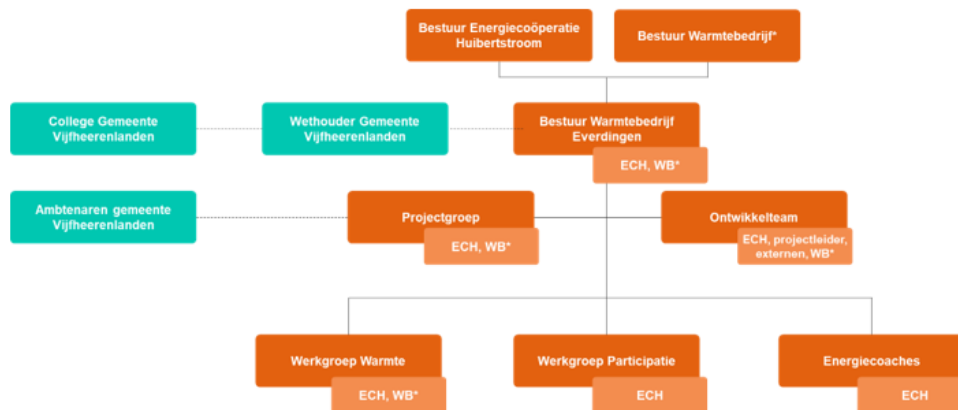 Bestuur Energiecoöperatie
Huibertstroom
Bestuur Warmtebedrijf*
College Gemeente
Vijfheerenlanden
Wethouder Gemeente
Vijfheerenlanden
Bestuur Warmtebedrijf
Everdingen
ECH, WB*
Ambtenaren gemeente
Vijfheerenlanden
Projectgroep
ECH, WB*
Ontwikkelteam
ECH, projectleider,
externen, WB*
Werkgroep Warmte
ECH, WB*
Werkgroep Participatie
ECH
Energiecoaches
ECH